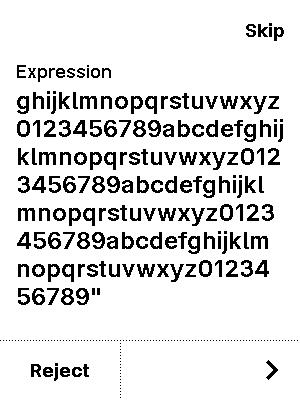 Skip
Expression
ghijklmnopqrstuvwxyz
0123456789abcdefghij
klmnopqrstuvwxyz012
3456789abcdefghijkl
mnopqrstuvwxyz0123
456789abcdefghijklm
nopqrstuvwxyz01234
56789"
Reject